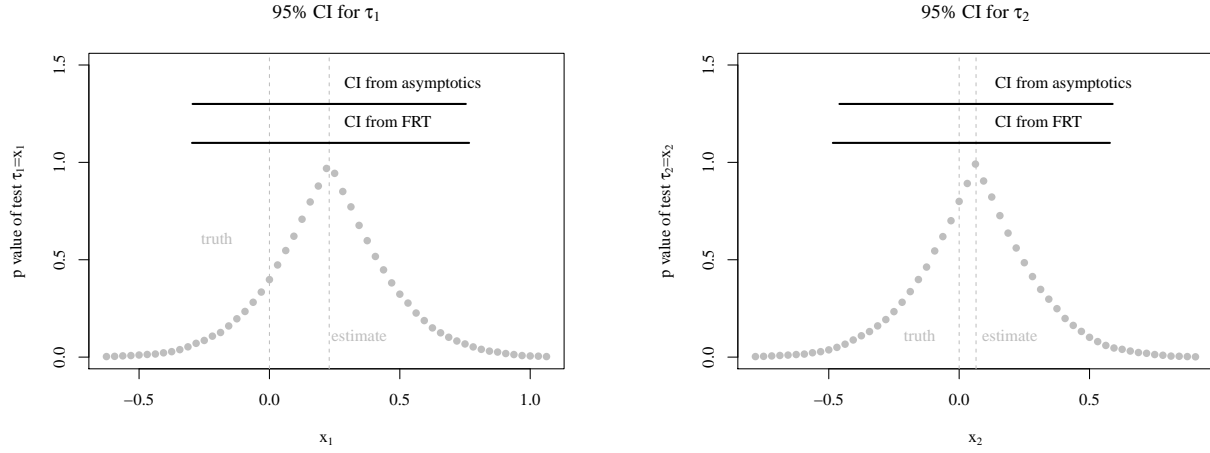 95% CI for τ₁
p value of test τ₁=x₁
1.5
1.0
0.5
0.0
CI from asymptotics
CI from FRT
truth
estimate
−0.5
0.0
0.5
1.0
x₁
95% CI for τ₂
p value of test τ₂=x₂
1.5
1.0
0.5
0.0
CI from asymptotics
CI from FRT
truth
estimate
−0.5
0.0
0.5
x₂